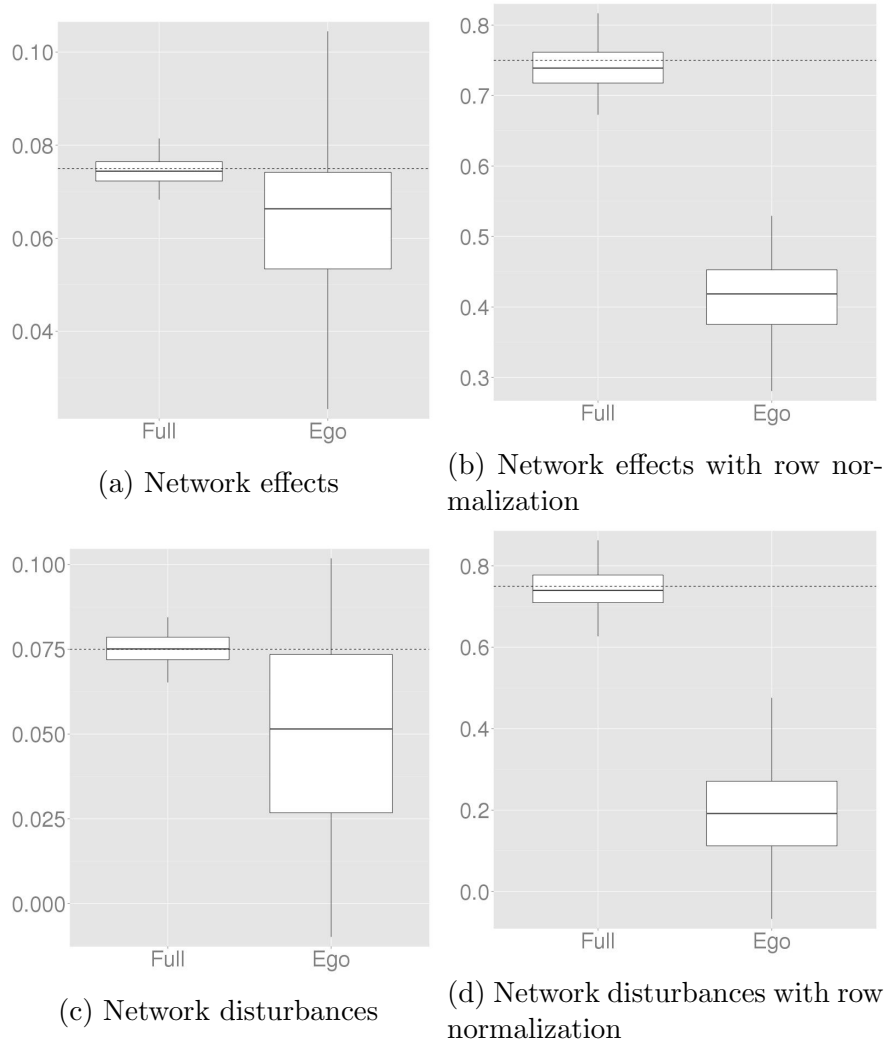 0.10
0.08
0.06
0.04
Full Ego
(a) Network effects
0.8
0.7
0.6
0.5
0.4
0.3
Full Ego
(b) Network effects with row nor-
malization
0.100
0.075
0.050
0.025
0.000
Full Ego
(c) Network disturbances
0.8
0.6
0.4
0.2
0.0
Full Ego
(d) Network disturbances with row
normalization